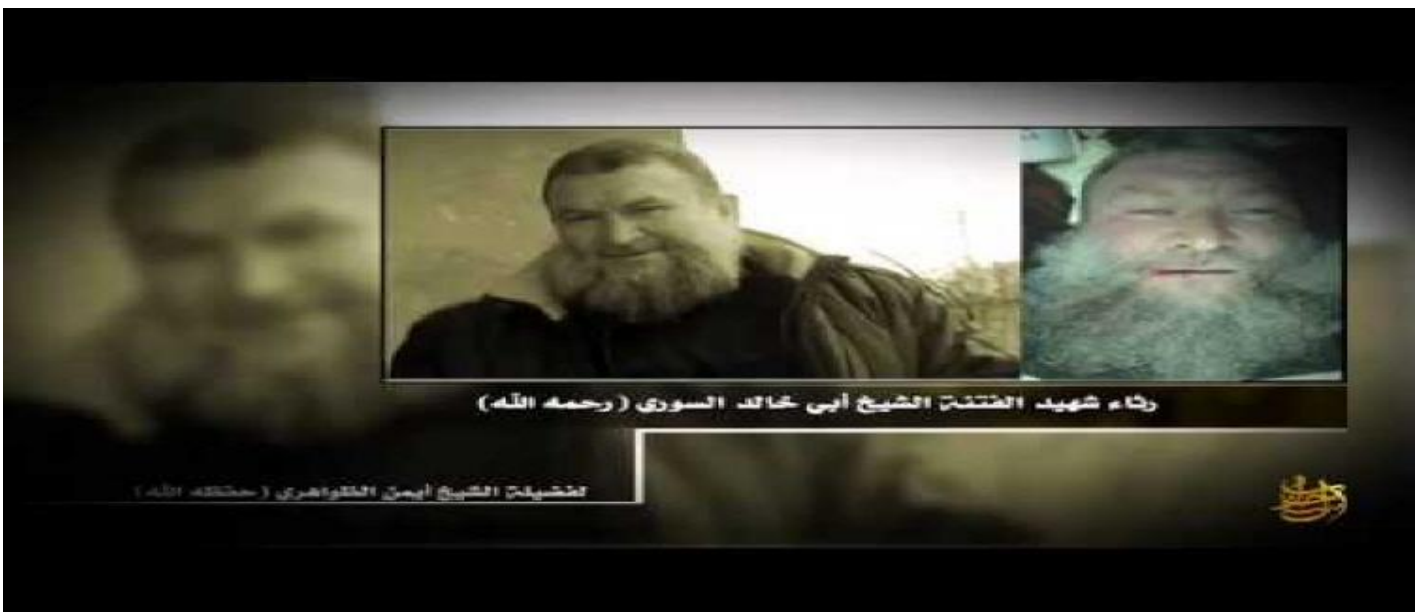 رثاء شهيد الفتنة الشيخ أبي خالد السوري (رحمه الله)
لفضيلة الشيخ أيمن الظواهري (حفظه الله)